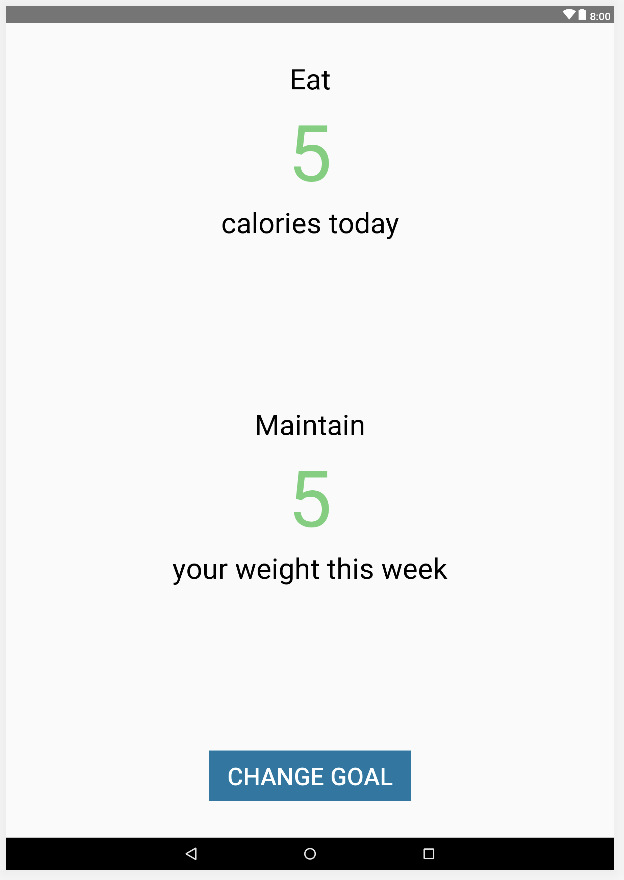 8:00
Eat
5
calories today
Maintain
5
your weight this week
CHANGE GOAL